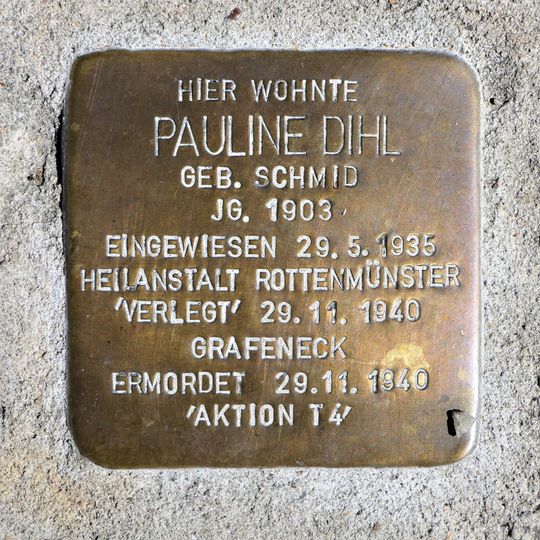 HIER WOHNTE
PAULINE DIHL
GEB. SCHMID
JG. 1903
EINGEWIESEN 29.5.1935
HEILANSTALT ROTTENMÜNSTER
'VERLEGT' 29.11.1940
GRAFENECK
ERMORDET 29.11.1940
'AKTION T4'